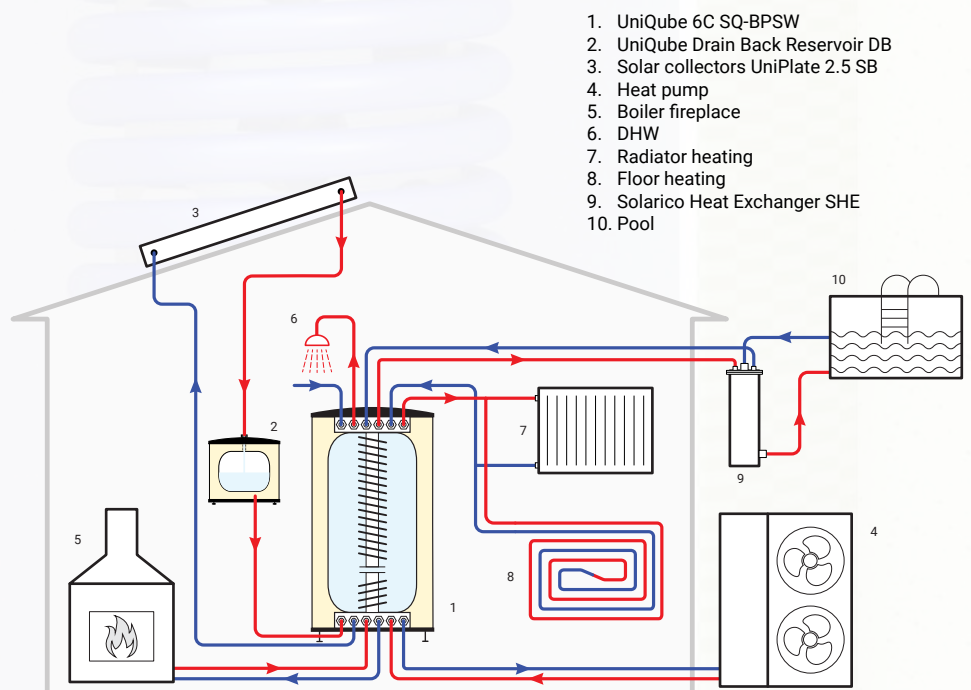 1. UniQube 6C SQ-BPSW
2. UniQube Drain Back Reservoir DB
3. Solar collectors UniPlate 2.5 SB
4. Heat pump
5. Boiler fireplace
6. DHW
7. Radiator heating
8. Floor heating
9. Solarico Heat Exchanger SHE
10. Pool
3
10
6
2
7
9
5
4
8
1